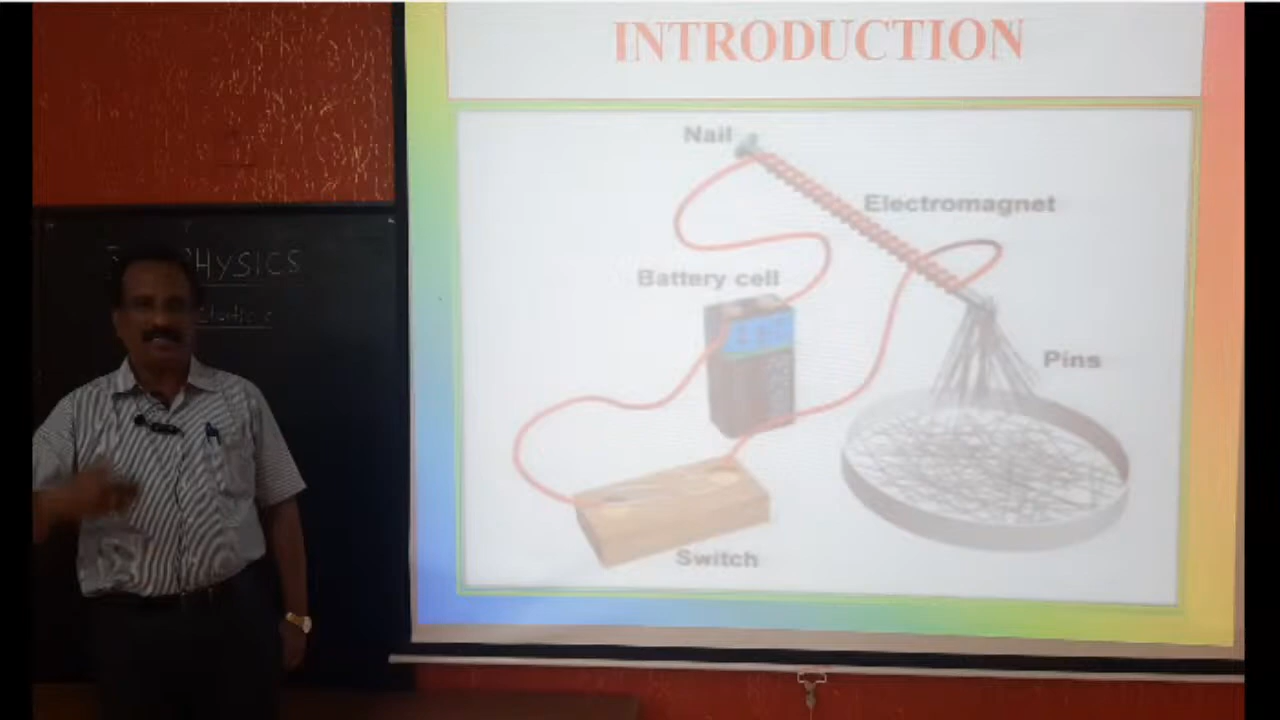 INTRODUCTION
Nail
Electromagnet
Battery cell
Pins
Switch
PHYSICS